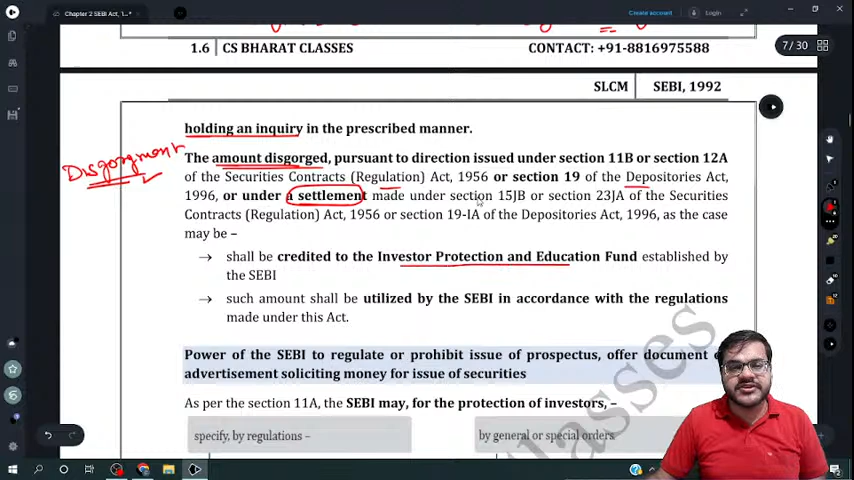 Chapter 2 SEBI Act, 1...*
Create account
Login
1.6 CS BHARAT CLASSES CONTACT: +91-8816975588
7/30
SLCM SEBI, 1992
holding an inquiry in the prescribed manner.
Disgorgment
The amount disgorged, pursuant to direction issued under section 11B or section 12A
of the Securities Contracts (Regulation) Act, 1956 or section 19 of the Depositories Act,
1996, or under a settlement made under section 15JB or section 23JA of the Securities
Contracts (Regulation) Act, 1956 or section 19-IA of the Depositories Act, 1996, as the case
may be –
→ shall be credited to the Investor Protection and Education Fund established by
the SEBI
→ such amount shall be utilized by the SEBI in accordance with the regulations
made under this Act.
Power of the SEBI to regulate or prohibit issue of prospectus, offer document
advertisement soliciting money for issue of securities
As per the section 11A, the SEBI may, for the protection of investors, –
specify, by regulations – by general or special orders